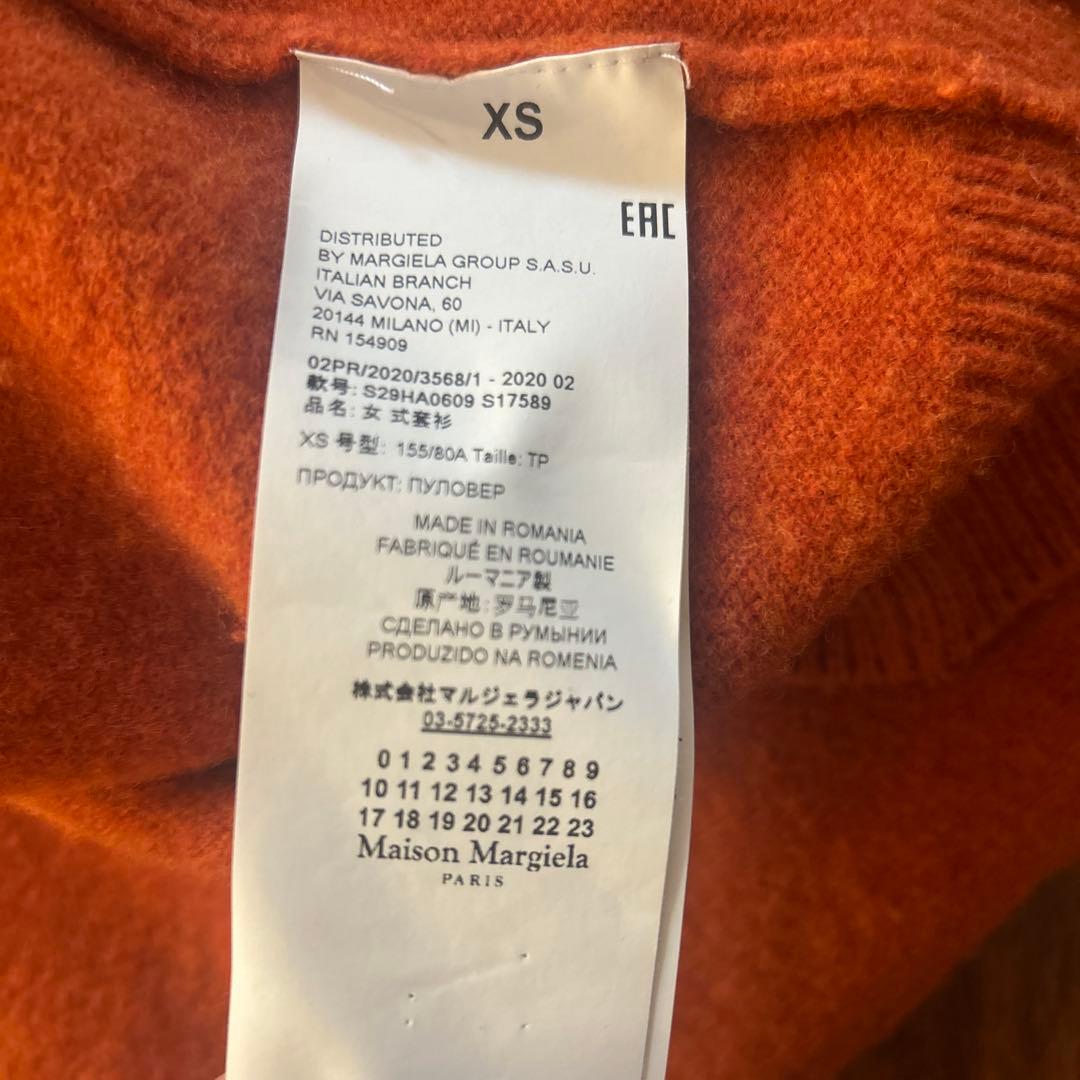 XS
EAC
DISTRIBUTED
BY MARGIELA GROUP S.A.S.U.
ITALIAN BRANCH
VIA SAVONA, 60
20144 MILANO (MI) - ITALY
RN 154909
02PR/2020/3568/1 - 2020 02
款号: S29HA0609 S17589
品名: 女 式套衫
XS 号型: 155/80A Taille: TP
ПРОДУКТ: ПУЛОВЕР
MADE IN ROMANIA
FABRIQUÉ EN ROUMANIE
ルーマニア製
原产地: 罗马尼亚
СДЕЛАНО В РУМЫНИИ
PRODUZIDO NA ROMENIA
株式会社マルジェラジャパン
03-5725-2333
0 1 2 3 4 5 6 7 8 9
10 11 12 13 14 15 16
17 18 19 20 21 22 23
Maison Margiela
PARIS